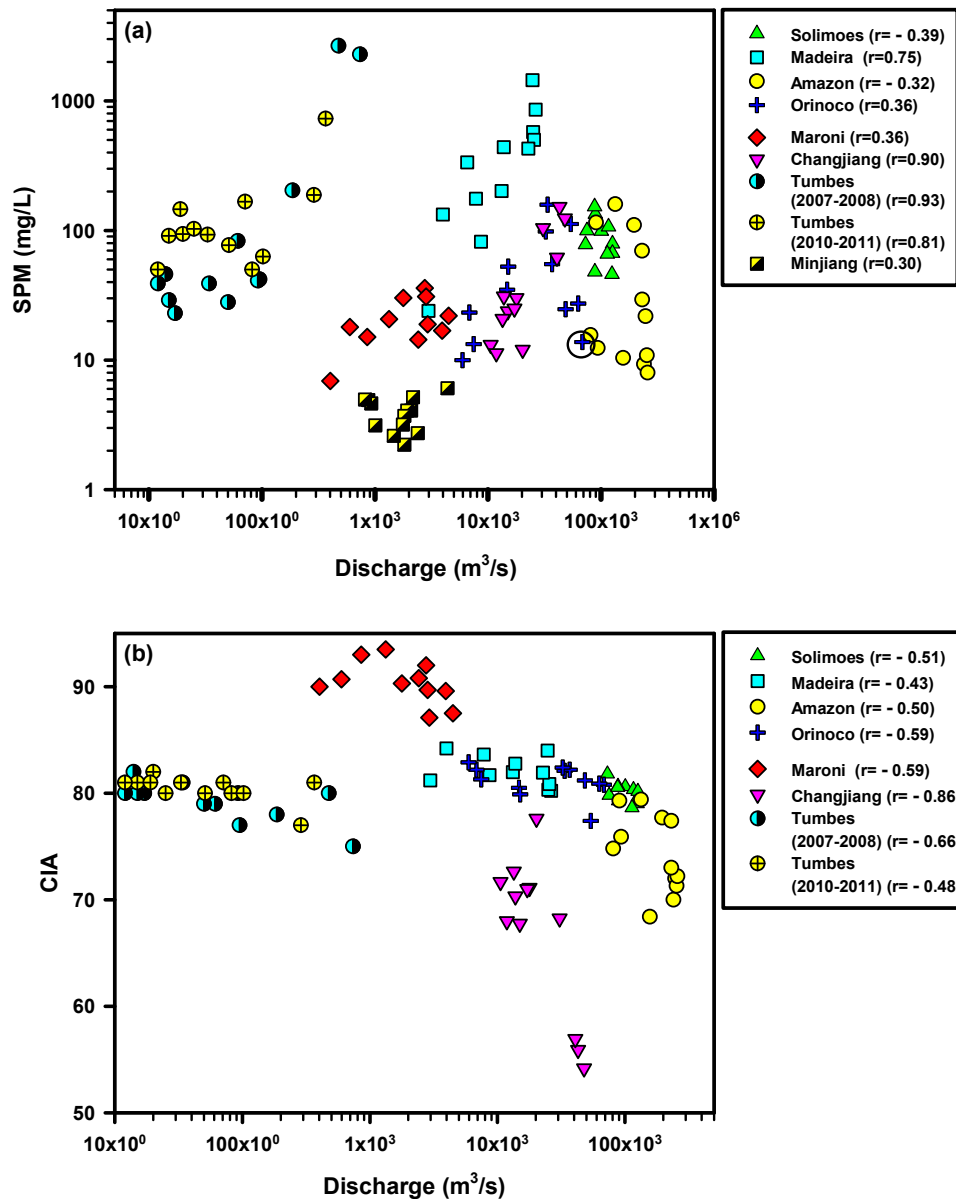 (a)
SPM (mg/L)
1000
100
10
1
10x10⁰
100x10⁰
1x10³
10x10³
100x10³
1x10⁶
Discharge (m³/s)
Solimoes (r= - 0.39)
Madeira (r=0.75)
Amazon (r= - 0.32)
Orinoco (r=0.36)
Maroni (r=0.36)
Changjiang (r=0.90)
Tumbes
(2007-2008) (r=0.93)
Tumbes
(2010-2011) (r=0.81)
Minjiang (r=0.30)
(b)
CIA
90
80
70
60
50
10x10⁰
100x10⁰
1x10³
10x10³
100x10³
Discharge (m³/s)
Solimoes (r= - 0.51)
Madeira (r= - 0.43)
Amazon (r= - 0.50)
Orinoco (r= - 0.59)
Maroni (r= - 0.59)
Changjiang (r= - 0.86
Tumbes
(2007-2008) (r= - 0.66
Tumbes
(2010-2011) (r= - 0.48